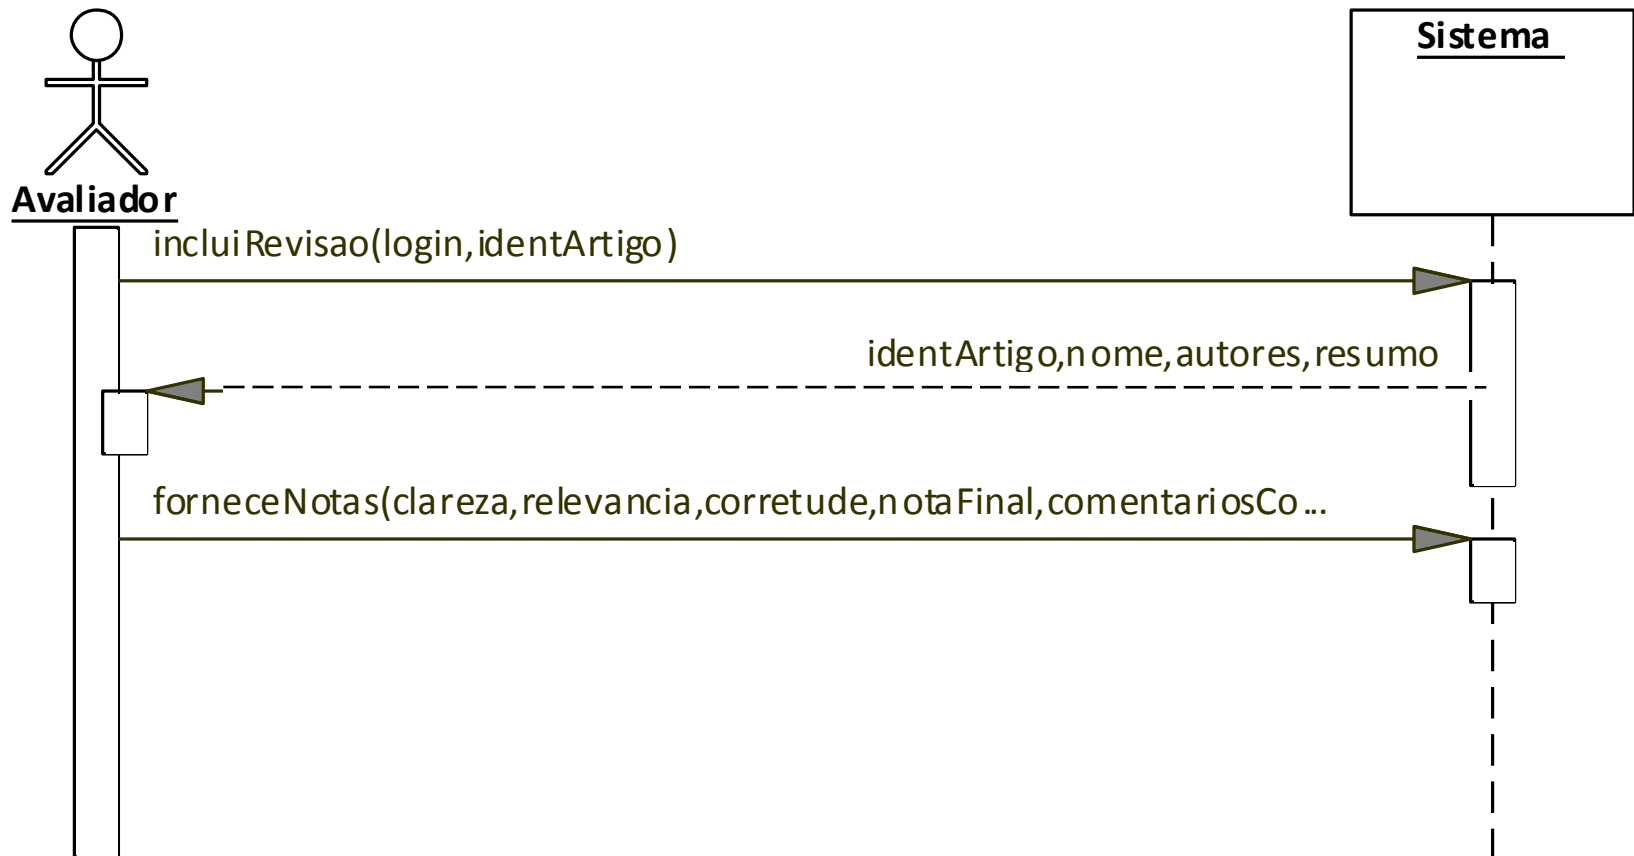 Sistema
Avaliador
incluiRevisao(login,identArtigo)
identArtigo,nome,autores,resumo
forneceNotas(clareza,relevancia,corretude,notaFinal,comentariosCo...